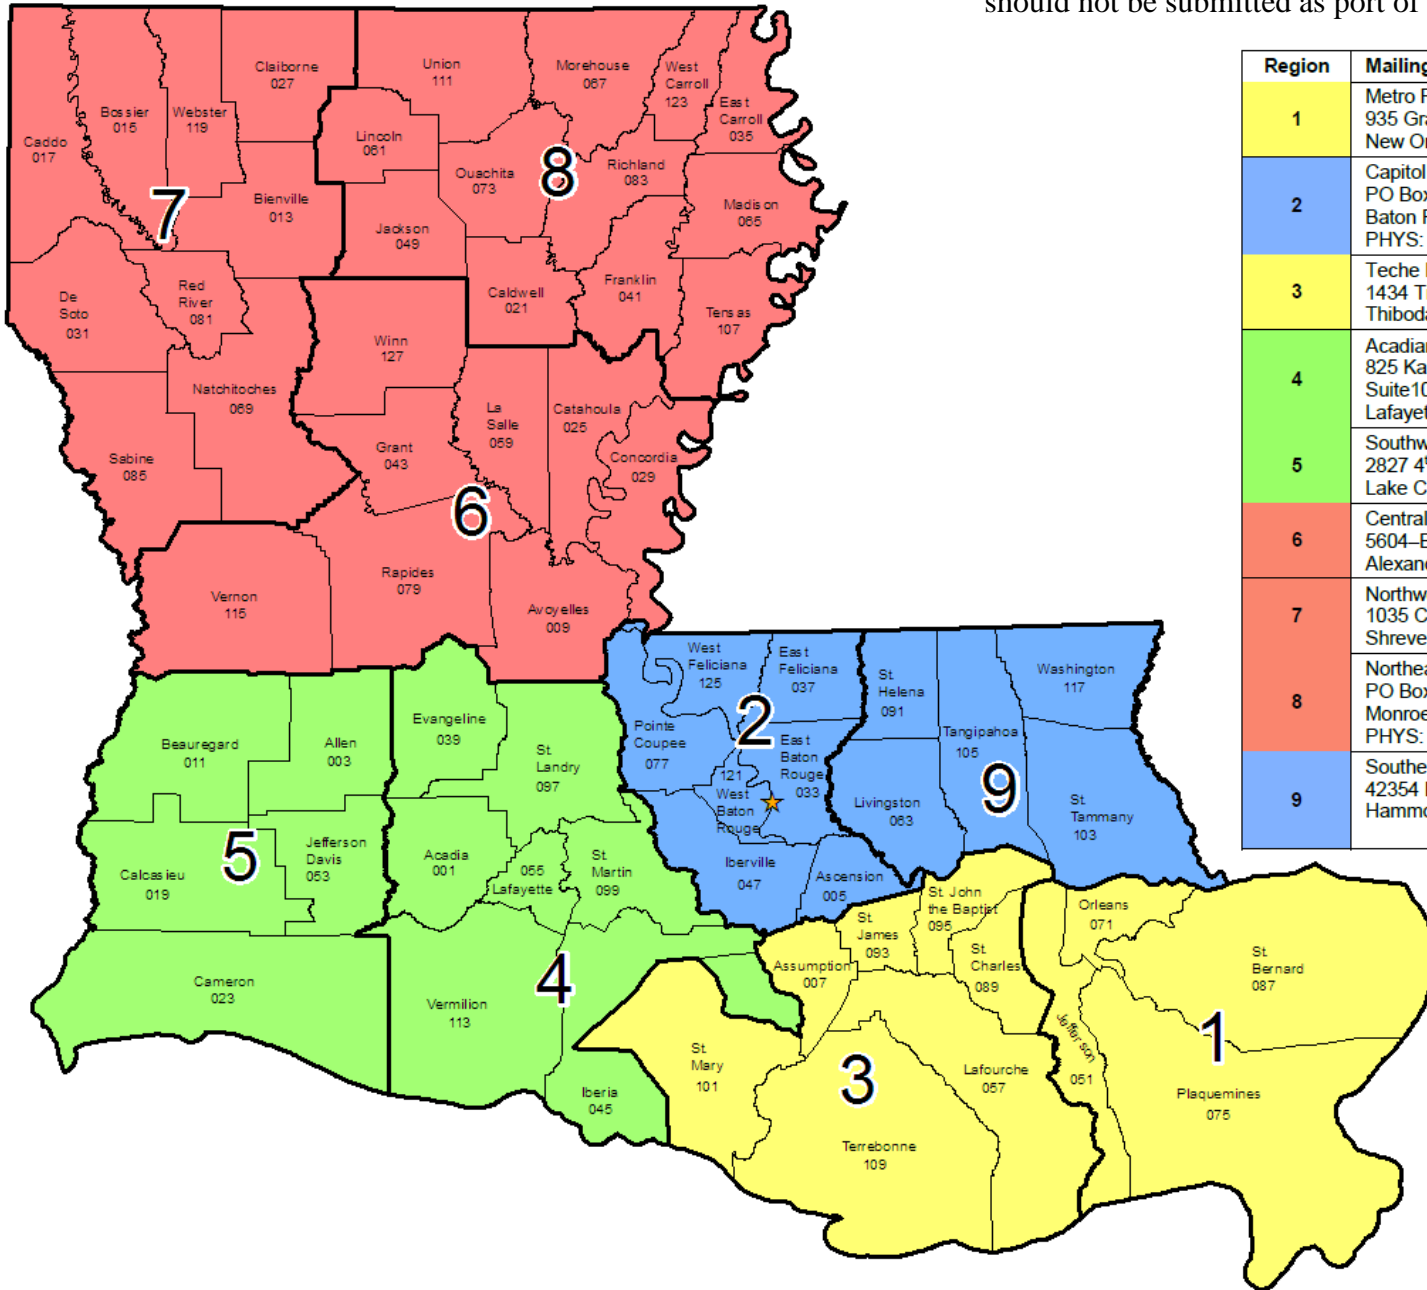 should not be submitted as port of
Region Mailing
1
Metro
935 Gra
New Or
2
Capitol
PO Box
Baton
PHYS:
3
Teche
1434
Thiboda
4
Acadian
825 Ka
Suite10
Lafayet
5
Southw
2827 4
Lake C
6
Central
5604–E
Alexan
7
Northw
1035 C
Shreve
8
Northea
PO Box
Monroe
PHYS:
9
Southe
42354
Hammo
Caddo
017
Bossier
015
Webster
119
Claiborne
027
Bienville
013
7
De
Soto
031
Red
River
081
Natchitoches
069
Sabine
085
Union
111
Morehouse
067
West
Carroll
123
East
Carroll
035
Lincoln
061
Ouachita
073
8
Richland
083
Madison
065
Jackson
049
Caldwell
021
Franklin
041
Tensas
107
Winn
127
Grant
043
La
Salle
059
Catahoula
025
Concordia
029
6
Vernon
115
Rapides
079
Avoyelles
009
West
Feliciana
125
East
Feliciana
037
2
Pointe
Coupee
077
121
West
Baton
Rouge
East
Baton
Rouge
033
Iberville
047
Ascension
005
St.
Helena
091
Tangipahoa
105
Washington
117
Livingston
063
9
St.
Tammany
103
Beauregard
011
Allen
003
5
Calcasieu
019
Jefferson
Davis
053
Cameron
023
Evangeline
039
St.
Landry
097
Acadia
001
055
Lafayette
St.
Martin
099
4
Vermilion
113
Iberia
045
Assumption
007
St.
James
093
St. John
the Baptist
095
St.
Charles
089
St.
Mary
101
3
Terrebonne
109
Lafourche
057
Orleans
071
St.
Bernard
087
1
Jefferson
051
Plaquemines
075